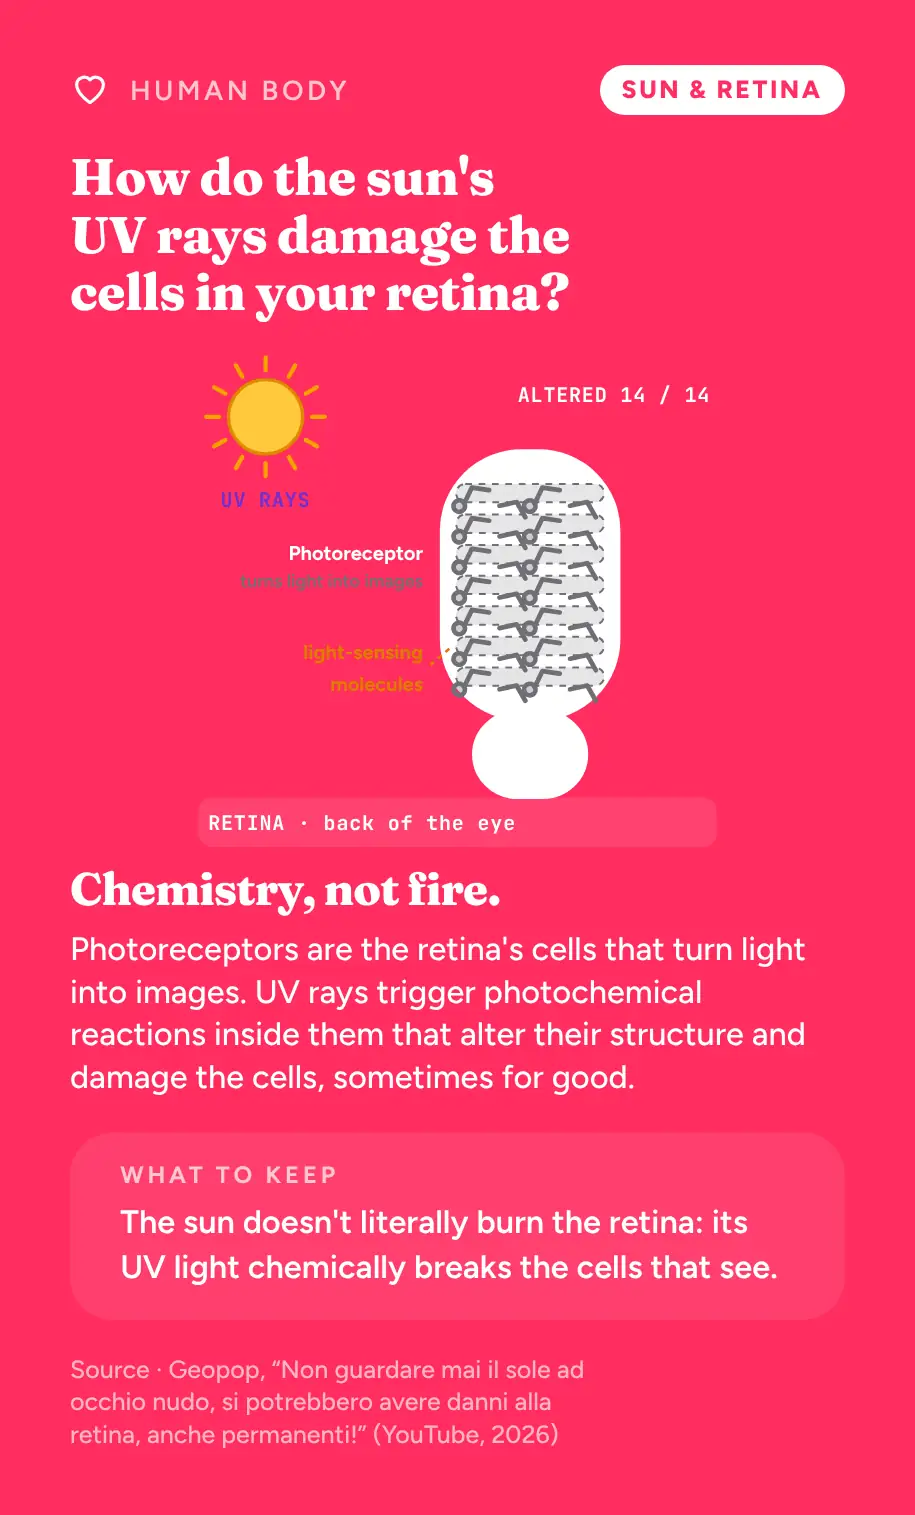 HUMAN BODY
SUN & RETINA
How do the sun's
UV rays damage the
cells in your retina?
ALTERED 14 / 14
UV RAYS
Photoreceptor
turns light into images
light-sensing
molecules
RETINA · back of the eye
Chemistry, not fire.
Photoreceptors are the retina's cells that turn light
into images. UV rays trigger photochemical
reactions inside them that alter their structure and
damage the cells, sometimes for good.
WHAT TO KEEP
The sun doesn't literally burn the retina: its
UV light chemically breaks the cells that see.
Source · Geopop, “Non guardare mai il sole ad
occhio nudo, si potrebbero avere danni alla
retina, anche permanenti!” (YouTube, 2026)